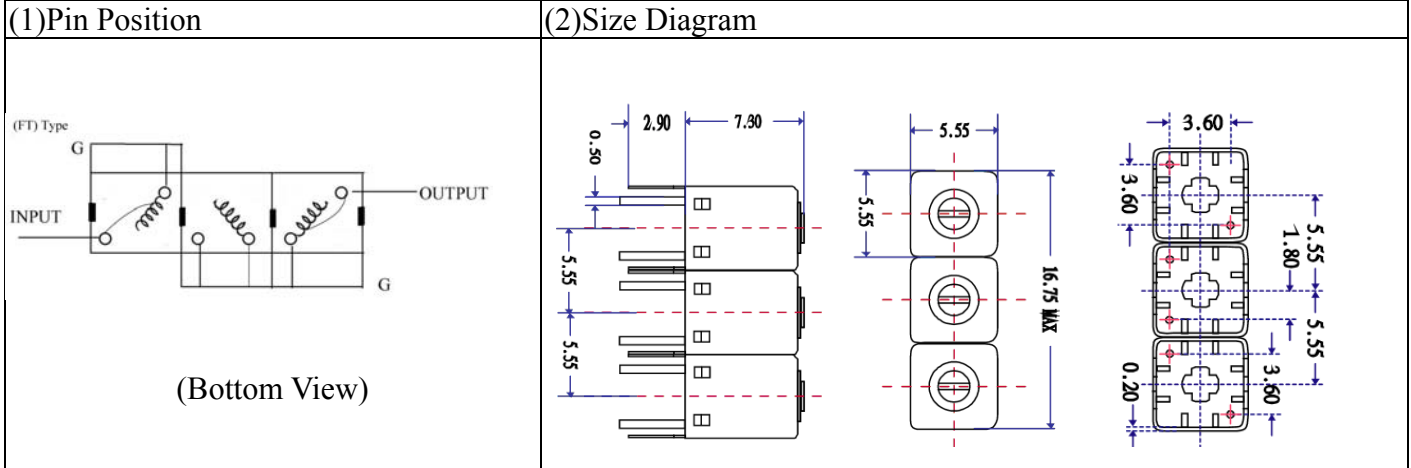 (1)Pin Position
(2)Size Diagram
(FT) Type
G
INPUT
OUTPUT
G
(Bottom View)
2.90
7.30
0.50
5.55
5.55
5.55
5.55
16.75 MAX
3.60
3.60
5.55
1.80
5.55
3.60
0.20